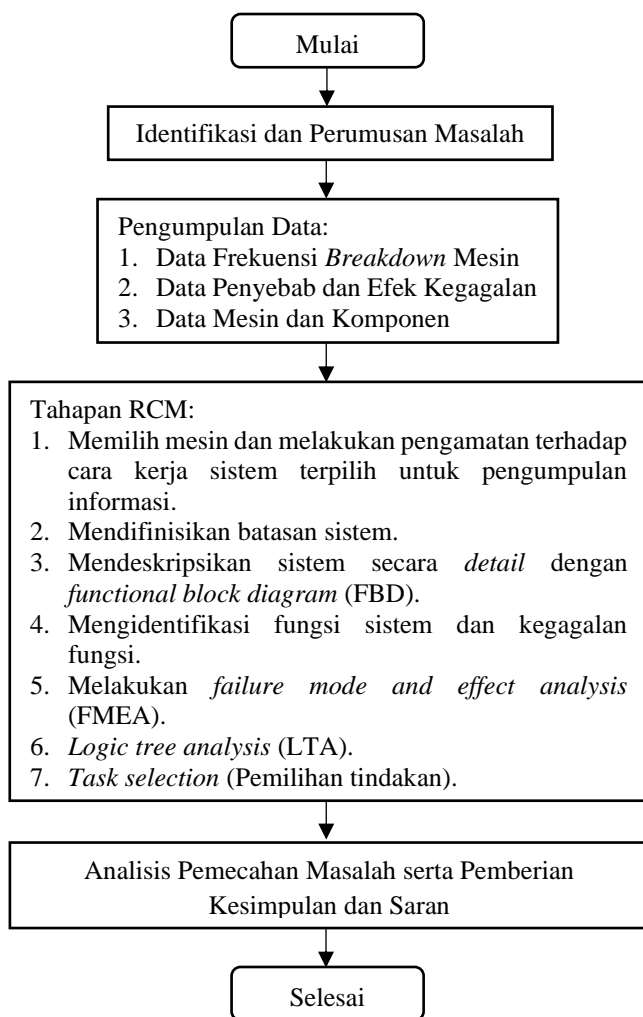 Mulai
Identifikasi dan Perumusan Masalah
Pengumpulan Data:
1. Data Frekuensi Breakdown Mesin
2. Data Penyebab dan Efek Kegagalan
3. Data Mesin dan Komponen
Tahapan RCM:
1. Memilih mesin dan melakukan pengamatan terhadap
cara kerja sistem terpilih untuk pengumpulan
informasi.
2. Mendifinisikan batasan sistem.
3. Mendeskripsikan sistem secara detail dengan
functional block diagram (FBD).
4. Mengidentifikasi fungsi sistem dan kegagalan
fungsi.
5. Melakukan failure mode and effect analysis
(FMEA).
6. Logic tree analysis (LTA).
7. Task selection (Pemilihan tindakan).
Analisis Pemecahan Masalah serta Pemberian
Kesimpulan dan Saran
Selesai